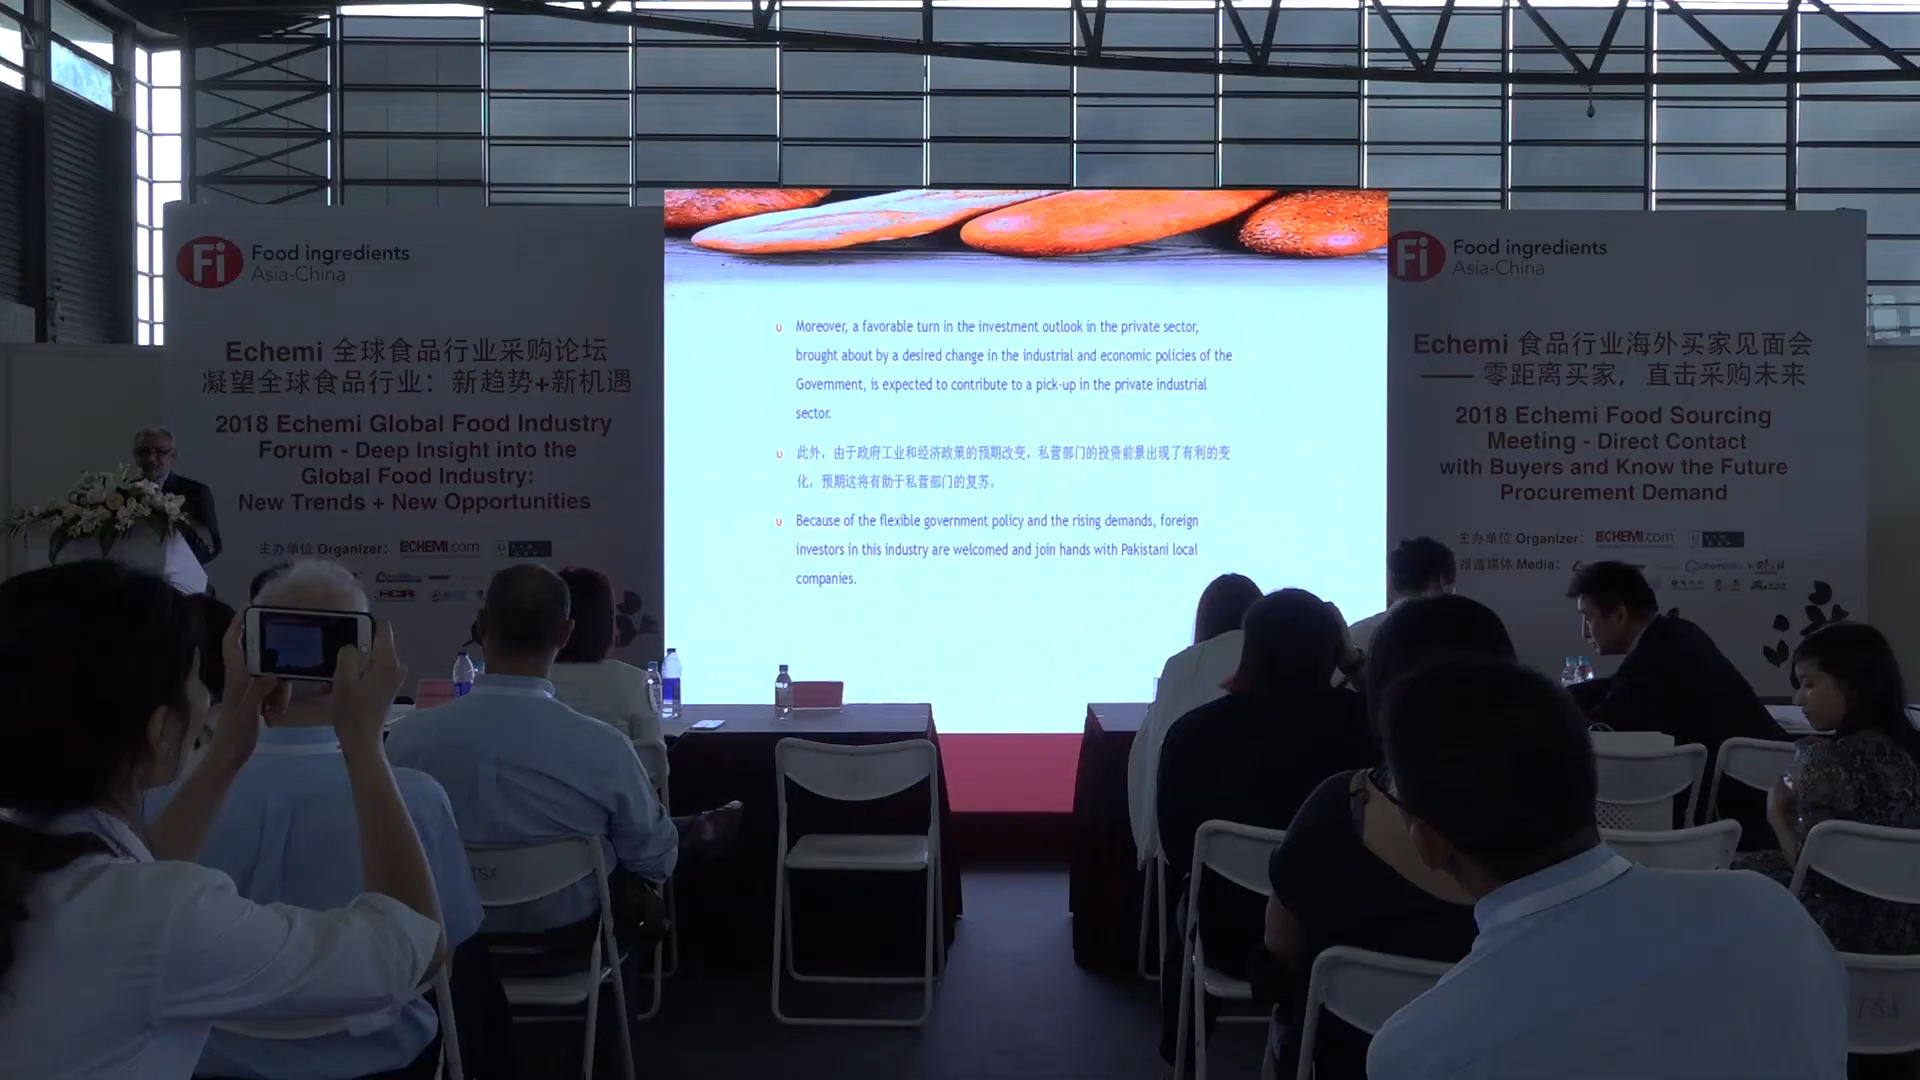 Fi Food ingredients
Asia-China
Echemi 全球食品行业采购论坛
凝望全球食品行业：新趋势+新机遇
2018 Echemi Global Food Industry
Forum - Deep Insight into the
Global Food Industry:
New Trends + New Opportunities
主办单位 Organizer: ECHEMI.com
Moreover, a favorable turn in the investment outlook in the private sector,
brought about by a desired change in the industrial and economic policies of the
Government, is expected to contribute to a pick-up in the private industrial
sector.
此外，由于政府工业和经济政策的预期改变，私营部门的投资前景出现了有利的变
化，预期这将有助于私营部门的复苏。
Because of the flexible government policy and the rising demands, foreign
investors in this industry are welcomed and join hands with Pakistani local
companies.
Fi Food ingredients
Asia-China
Echemi 食品行业海外买家见面会
—— 零距离买家，直击采购未来
2018 Echemi Food Sourcing
Meeting - Direct Contact
with Buyers and Know the Future
Procurement Demand
主办单位 Organizer: ECHEMI.com
报道媒体 Media:
TSX
TSX